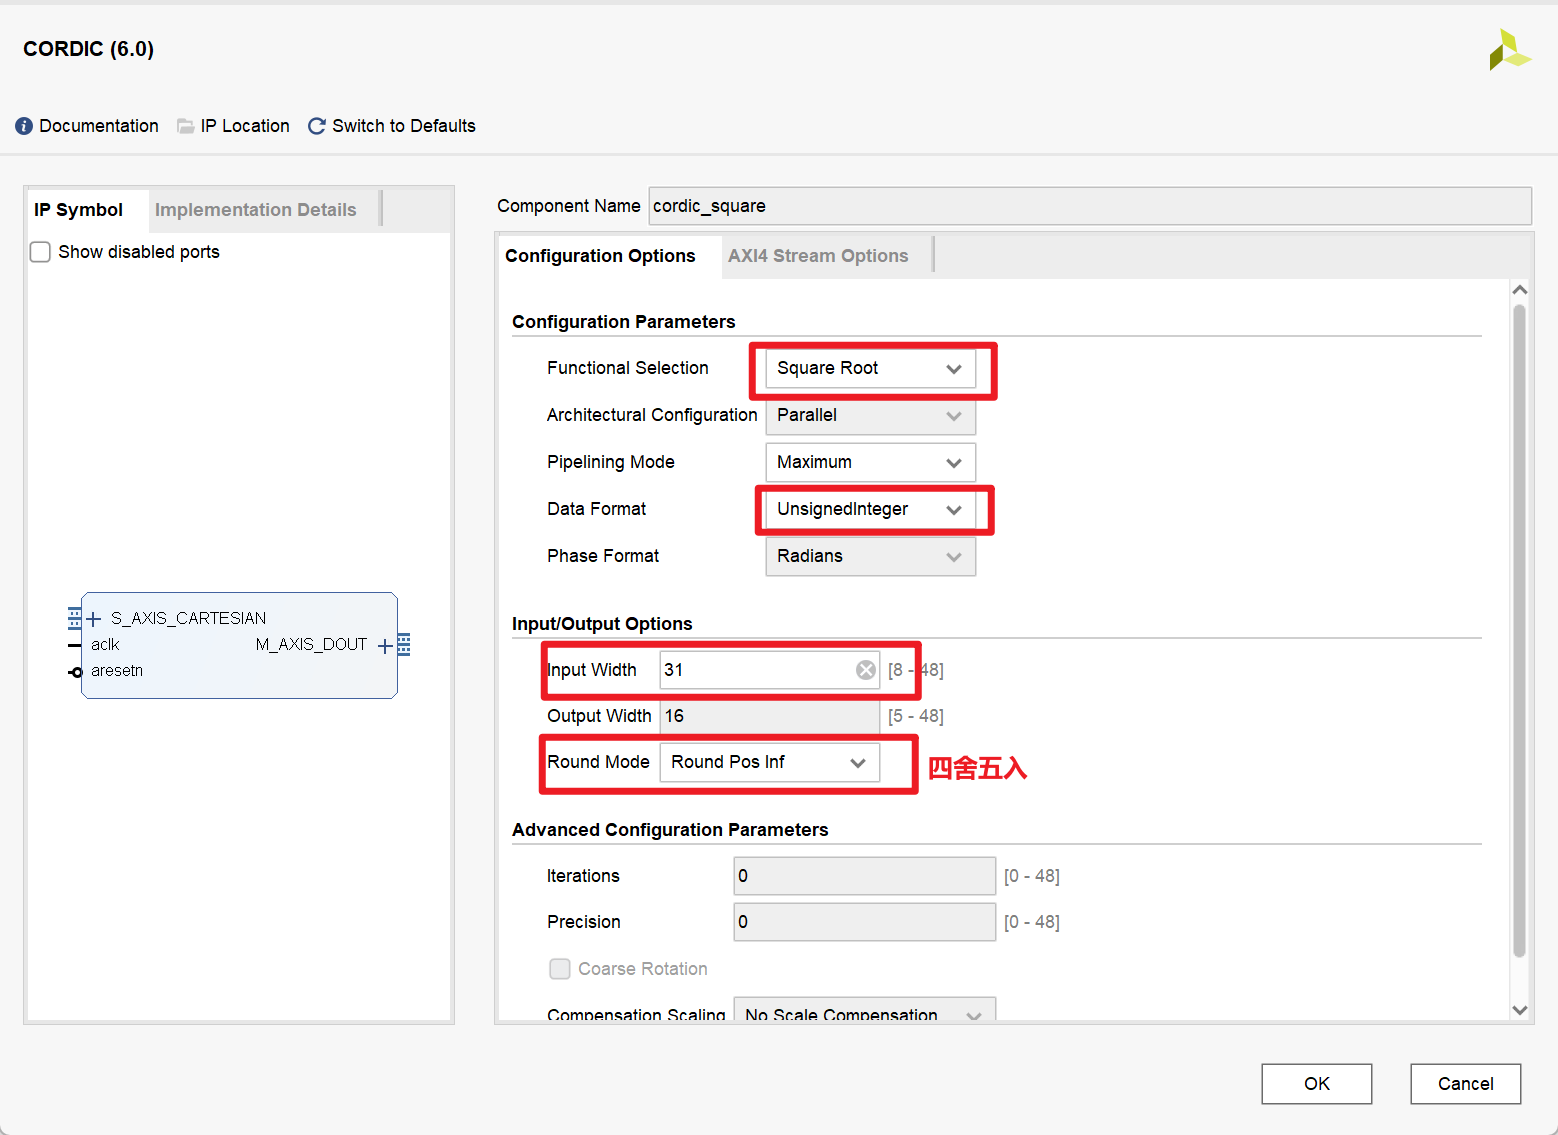 CORDIC (6.0)
Documentation IP Location Switch to Defaults
IP Symbol Implementation Details
Show disabled ports
S_AXIS_CARTESIAN
aclk M_AXIS_DOUT
aresetn
Component Name cordic_square
Configuration Options AXI4 Stream Options
Configuration Parameters
Functional Selection Square Root
Architectural Configuration Parallel
Pipelining Mode Maximum
Data Format UnsignedInteger
Phase Format Radians
Input/Output Options
Input Width 31 [8 - 48]
Output Width 16 [5 - 48]
Round Mode Round Pos Inf 四舍五入
Advanced Configuration Parameters
Iterations 0 [0 - 48]
Precision 0 [0 - 48]
Coarse Rotation
Compensation Scaling No Scale Compensation
OK Cancel